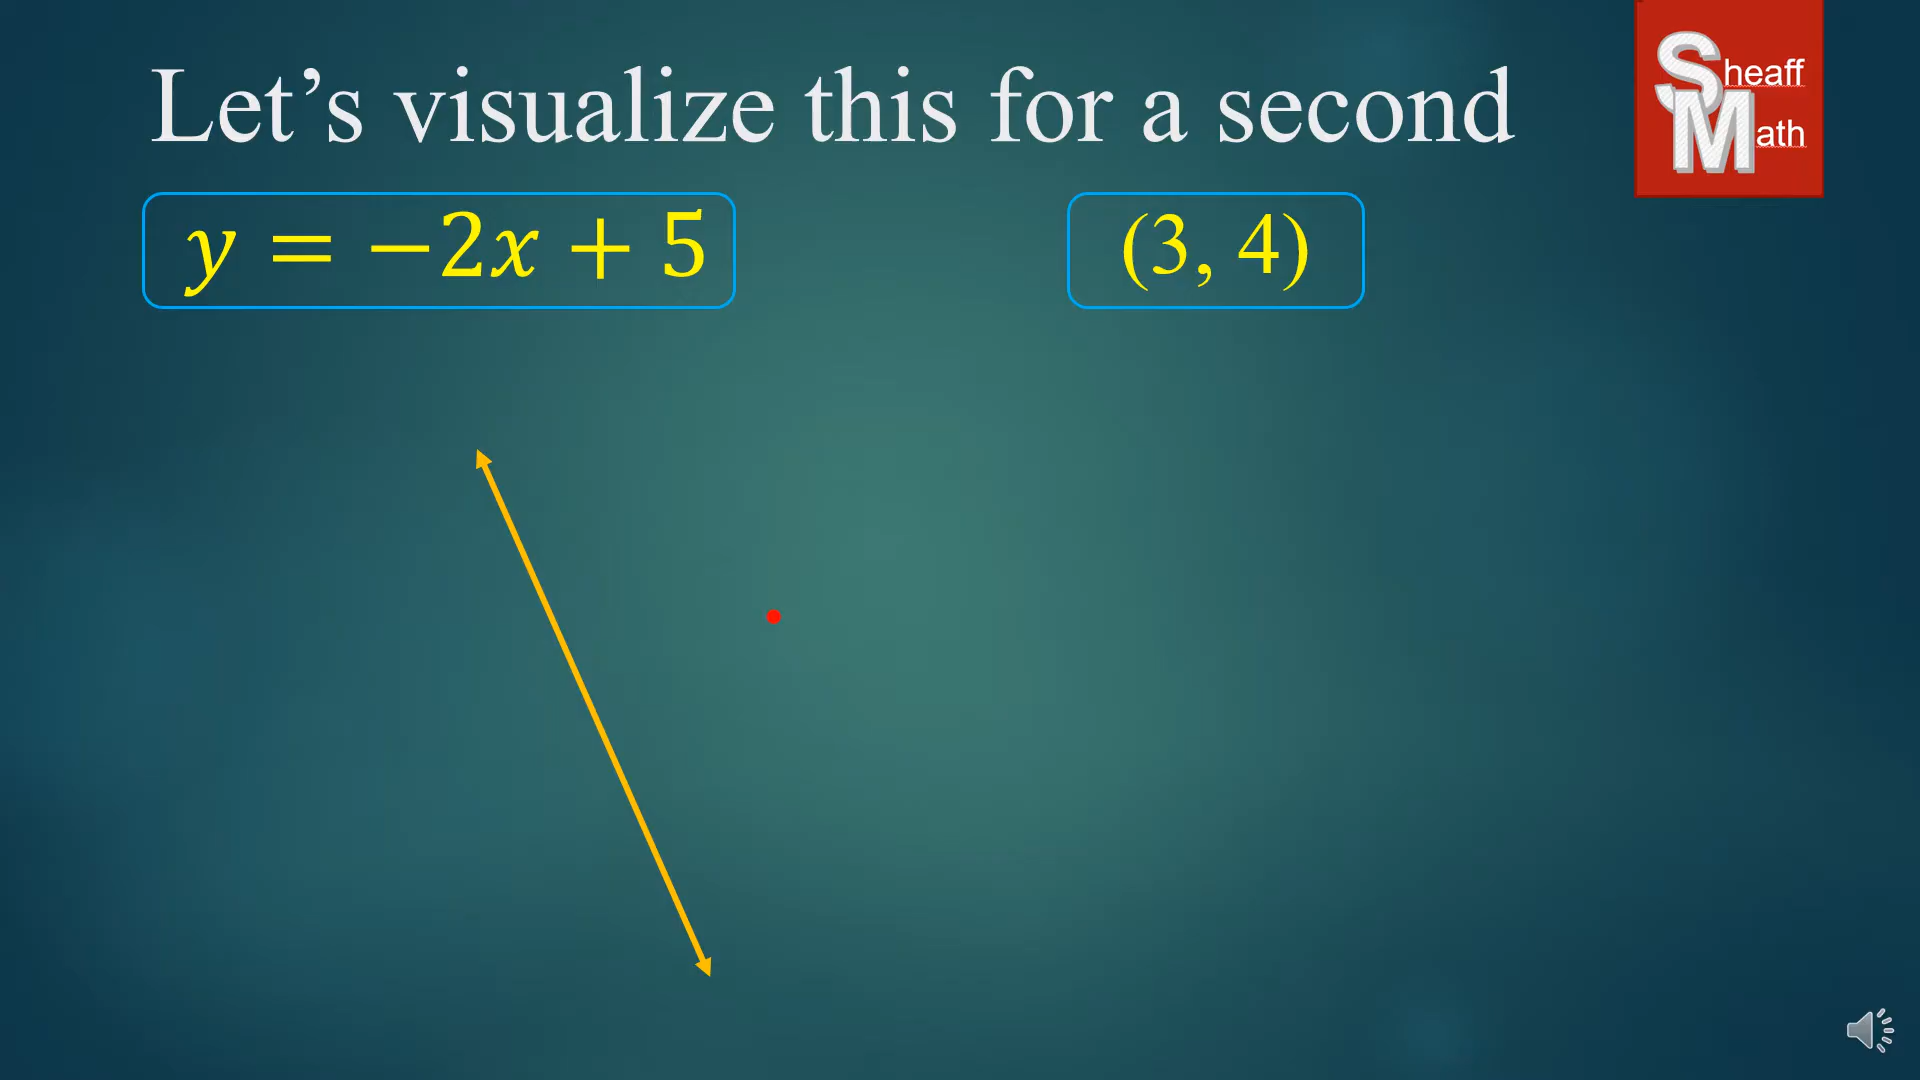 Let’s visualize this for a second
Sheaff
Math
y = −2x + 5
(3, 4)